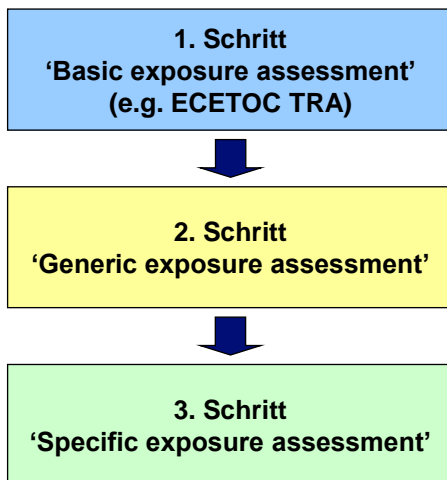 1. Schritt
‘Basic exposure assessment’
(e.g. ECETOC TRA)
2. Schritt
‘Generic exposure assessment’
3. Schritt
‘Specific exposure assessment’